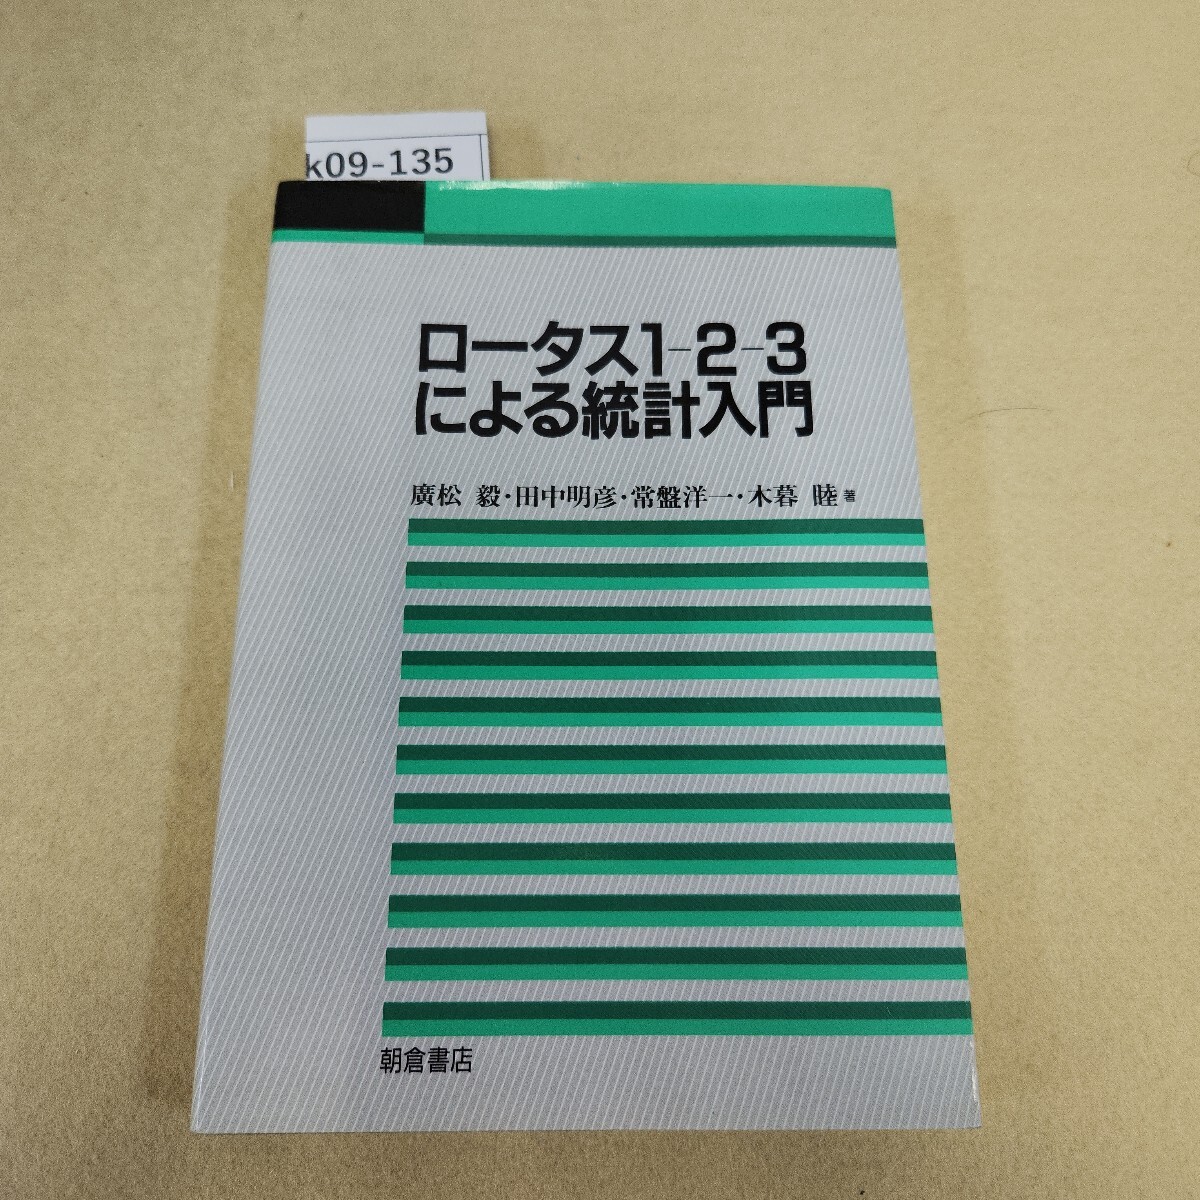 k09-135
ロータス1-2-3
による統計入門
廣松 毅・田中明彦・常盤洋一・木暮 睦 著
朝倉書店